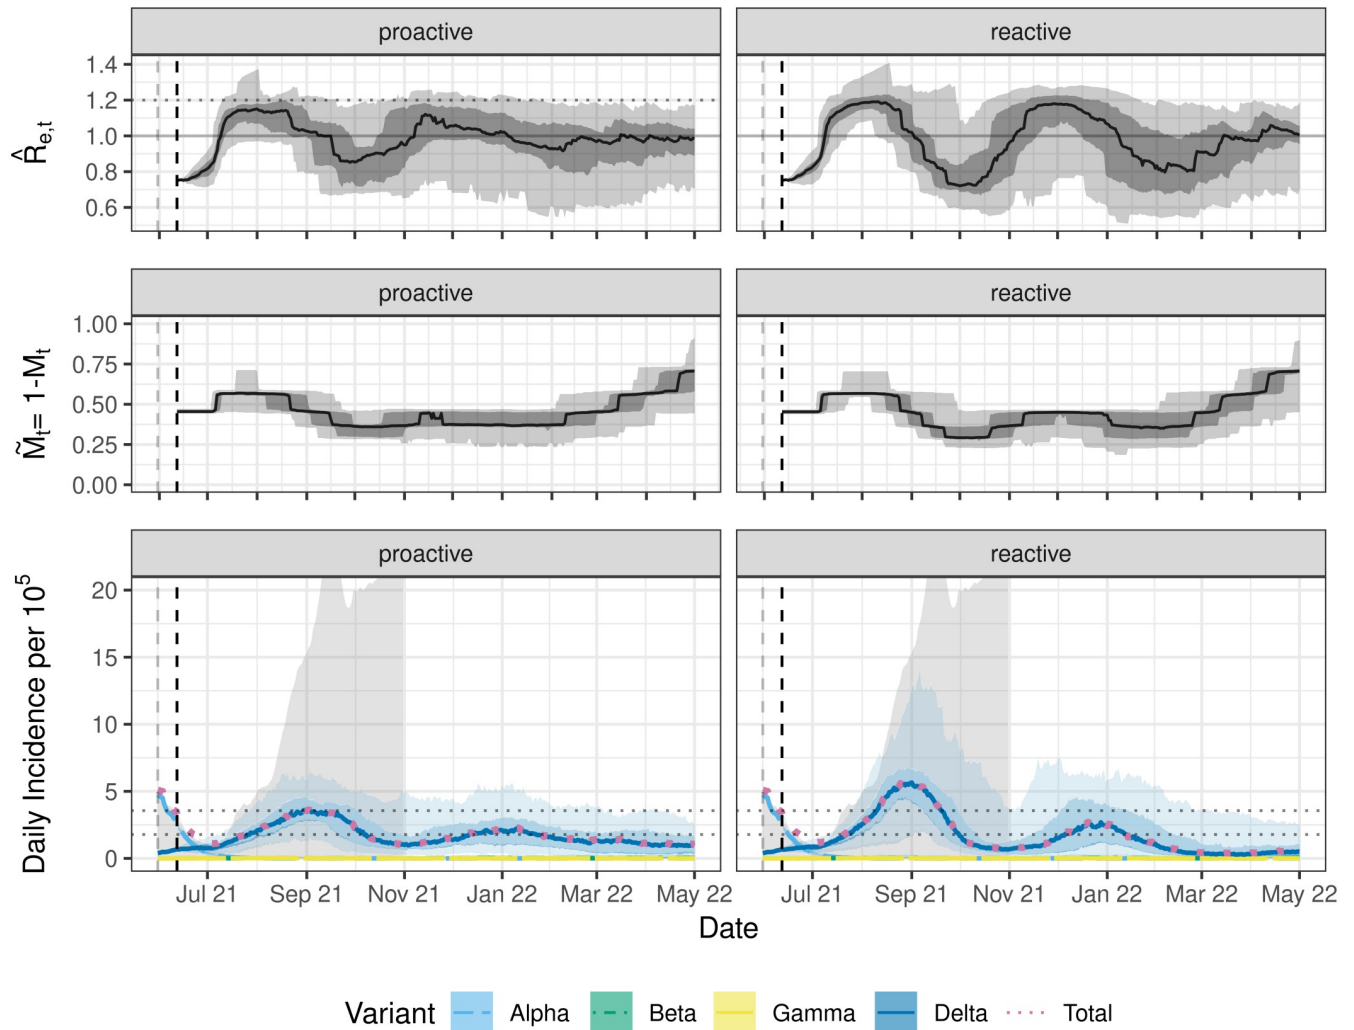 proactive
reactive
R̂e,t
1.4
1.2
1.0
0.8
0.6
proactive
reactive
M̃t= 1-Mt
1.00
0.75
0.50
0.25
0.00
proactive
reactive
Daily Incidence per 10⁵
20
15
10
5
0
Jul 21 Sep 21 Nov 21 Jan 22 Mar 22 May 22
Jul 21 Sep 21 Nov 21 Jan 22 Mar 22 May 22
Date
Variant Alpha Beta Gamma Delta Total